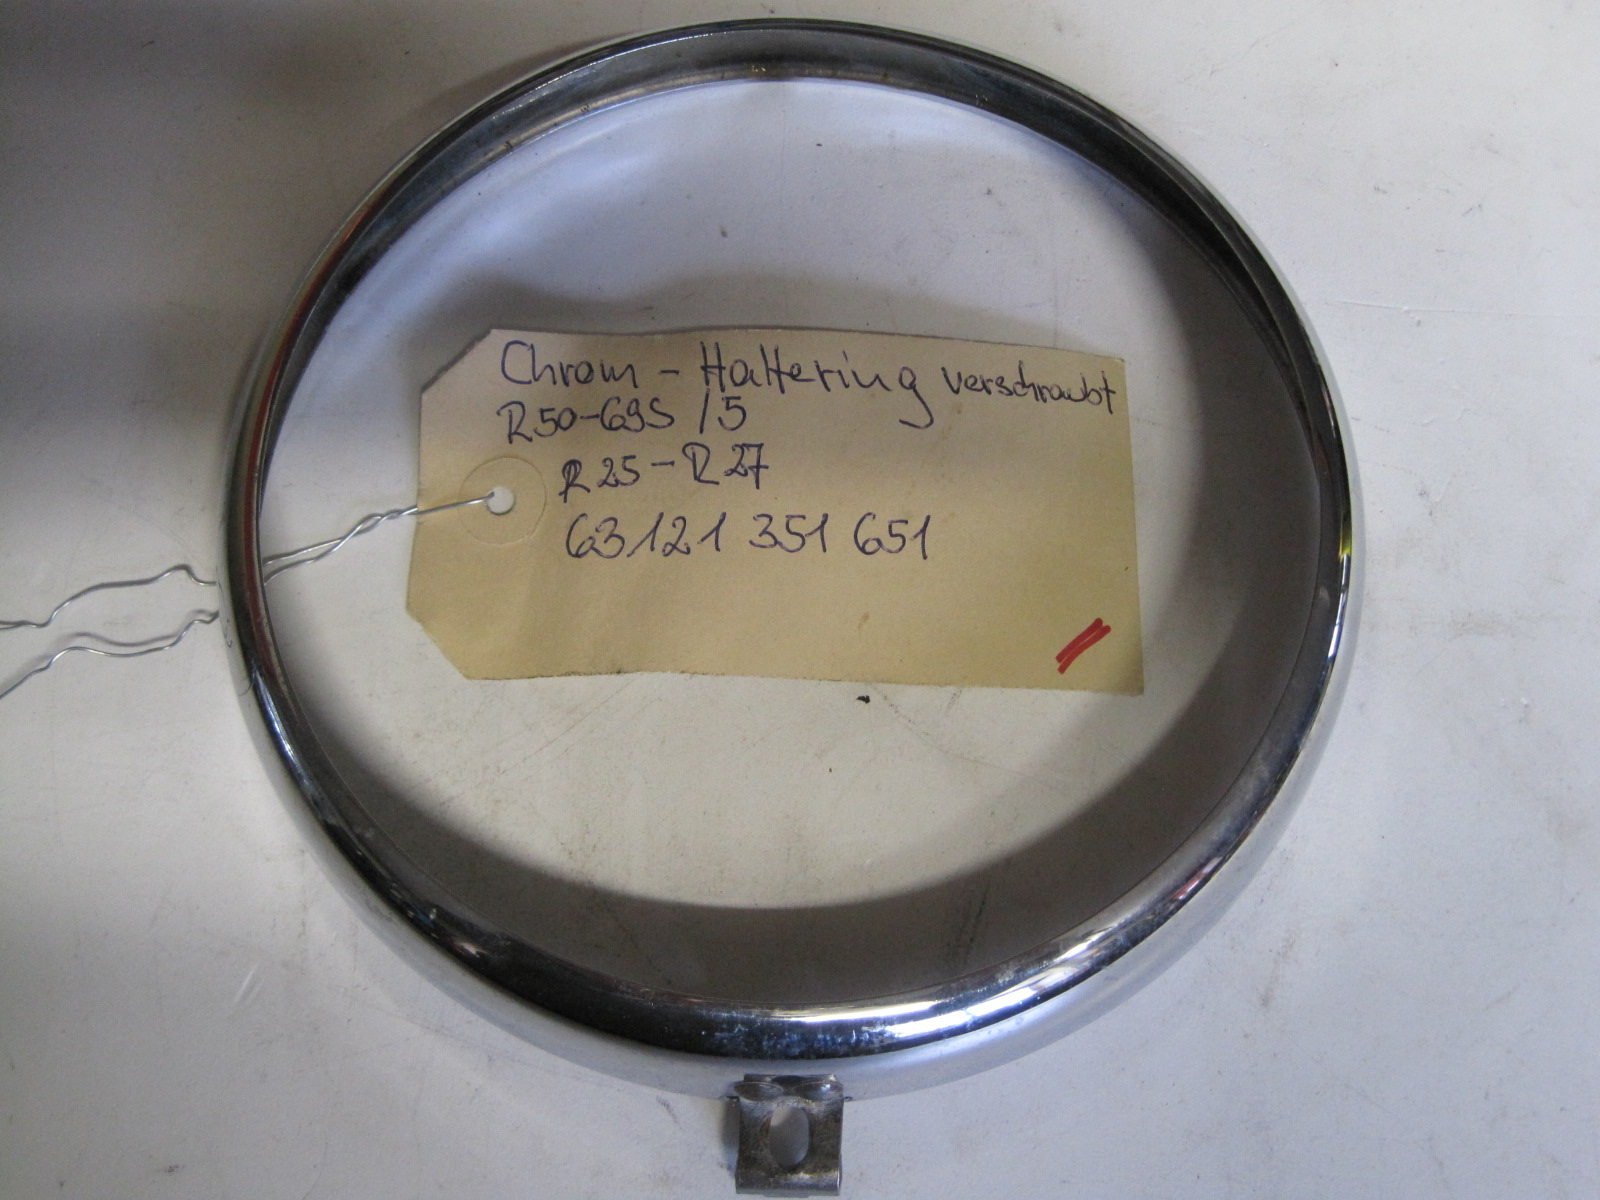 Chrom - Haltering verschraubt
R50-69S /5
R25-R27
63121 351 651